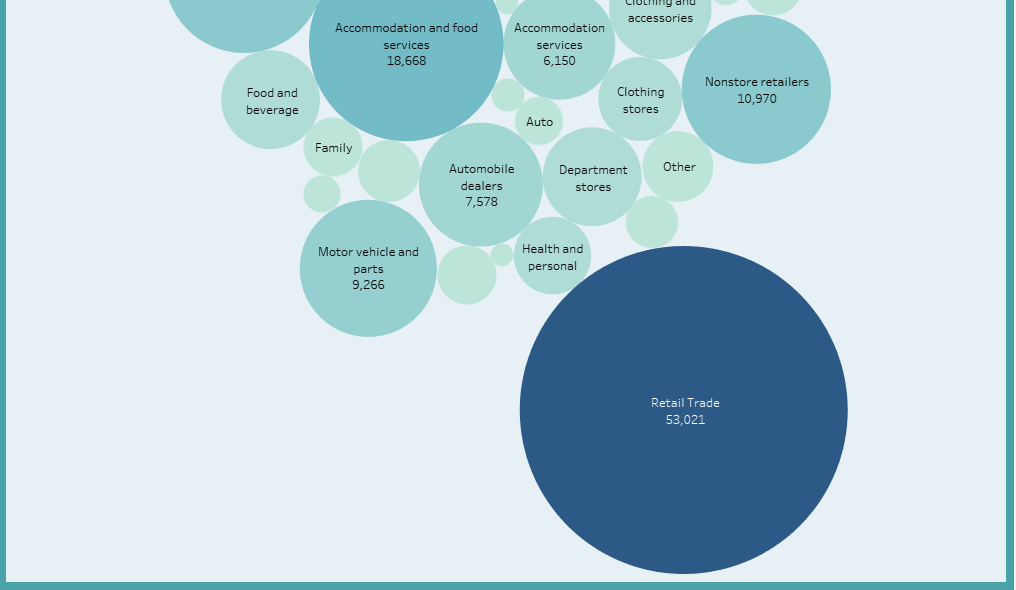 Clothing and
accessories
Accommodation and food
services
18,668
Accommodation
services
6,150
Nonstore retailers
10,970
Food and
beverage
Clothing
stores
Auto
Family
Automobile
dealers
7,578
Department
stores
Other
Motor vehicle and
parts
9,266
Health and
personal
Retail Trade
53,021